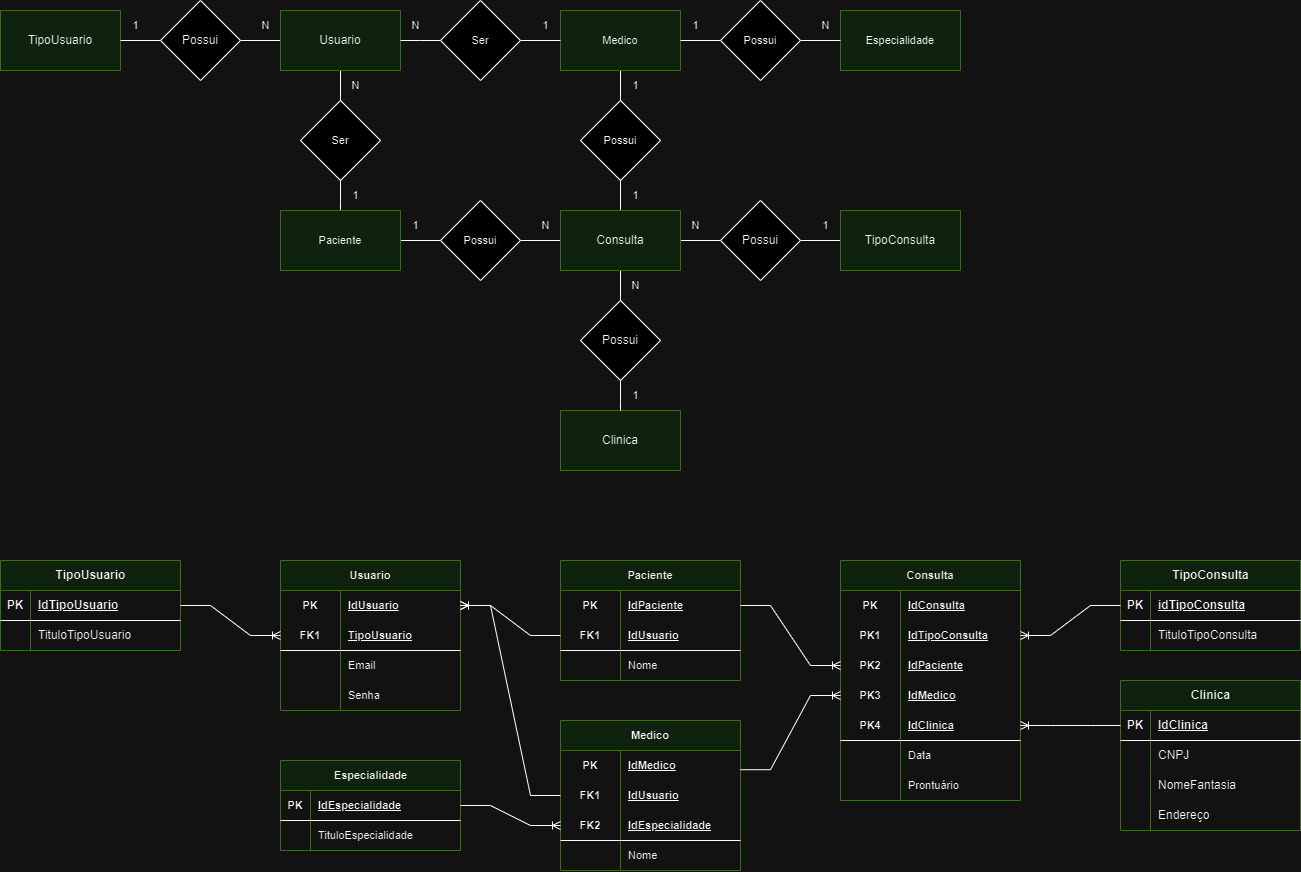 1 N N 1 1 N
TipoUsuario Possui Usuario Ser Medico Possui Especialidade
N 1
Ser Possui
1 1
1 N N 1
Paciente Possui Consulta Possui TipoConsulta
N
Possui
1
Clinica
TipoUsuario
PK IdTipoUsuario
TituloTipoUsuario
Usuario
PK IdUsuario
FK1 TipoUsuario
Email
Senha
Paciente
PK IdPaciente
FK1 IdUsuario
Nome
Consulta
PK IdConsulta
PK1 IdTipoConsulta
PK2 IdPaciente
PK3 IdMedico
PK4 IdClinica
Data
Prontuário
TipoConsulta
PK idTipoConsulta
TituloTipoConsulta
Clinica
PK IdClinica
CNPJ
NomeFantasia
Endereço
Especialidade
PK IdEspecialidade
TituloEspecialidade
Medico
PK IdMedico
FK1 IdUsuario
FK2 IdEspecialidade
Nome